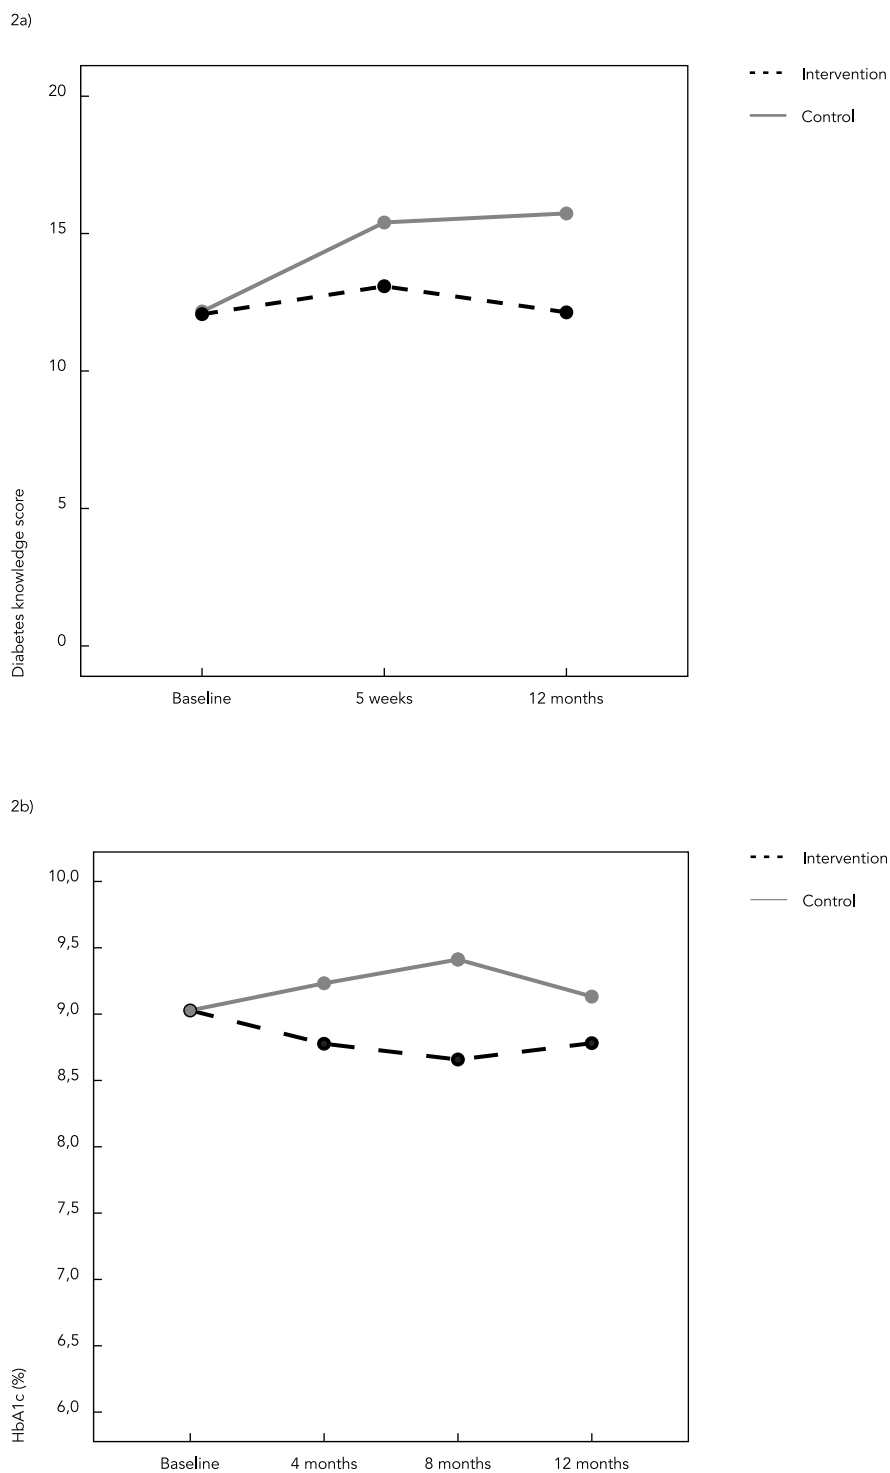 2a)
Intervention
Control
20
15
10
5
0
Diabetes knowledge score
Baseline 5 weeks 12 months
2b)
Intervention
Control
10,0
9,5
9,0
8,5
8,0
7,5
7,0
6,5
6,0
HbA1c (%)
Baseline 4 months 8 months 12 months